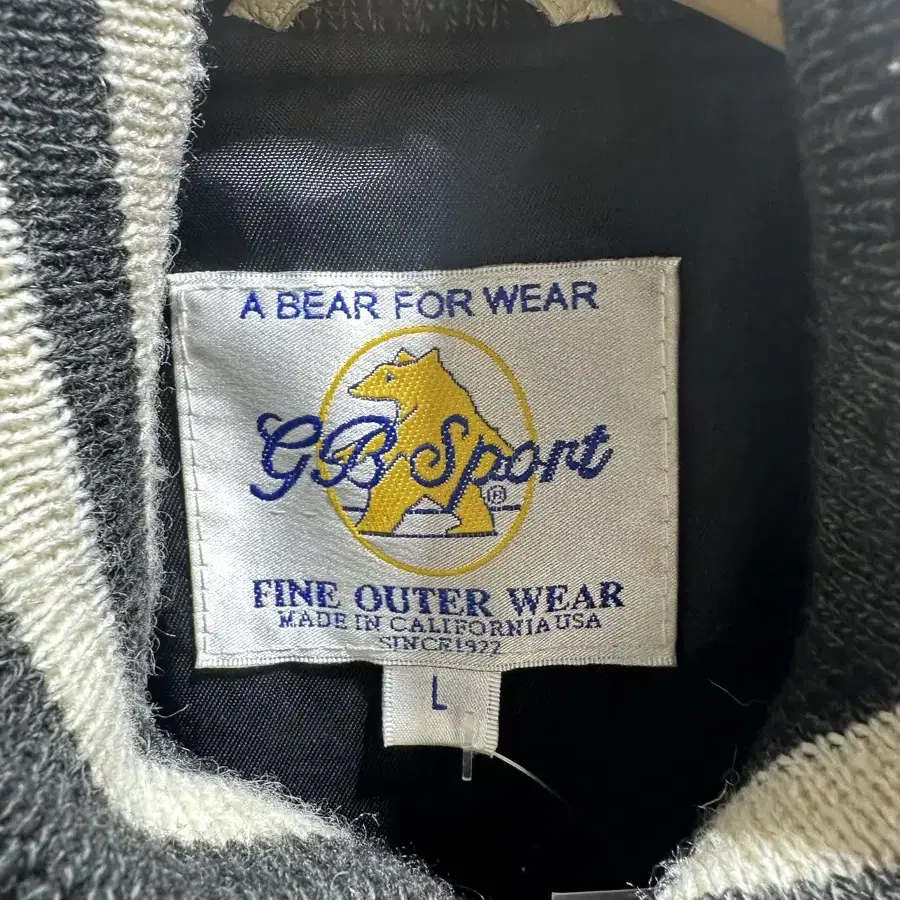 A BEAR FOR WEAR
GB Sport
®
FINE OUTER WEAR
MADE IN CALIFORNIA USA
SINCE 1922
L